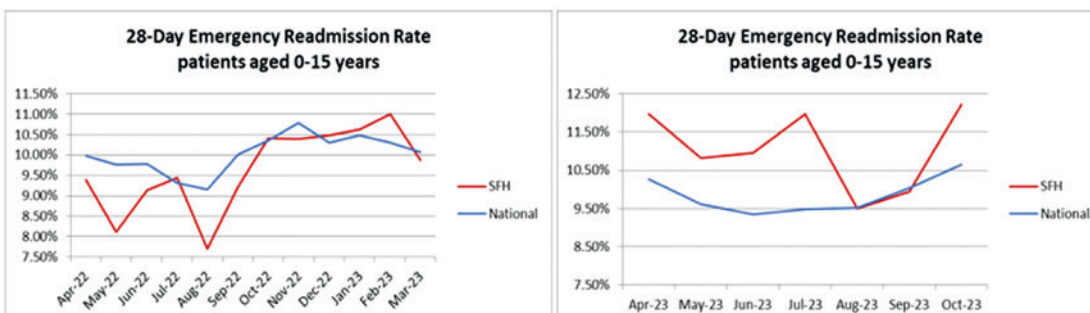 28-Day Emergency Readmission Rate
patients aged 0-15 years
11.50%
11.00%
10.50%
10.00%
9.50%
9.00%
8.50%
8.00%
7.50%
Apr-22
May-22
Jun-22
Jul-22
Aug-22
Sep-22
Oct-22
Nov-22
Dec-22
Jan-23
Feb-23
Mar-23
SFH
National
28-Day Emergency Readmission Rate
patients aged 0-15 years
12.50%
11.50%
10.50%
9.50%
8.50%
7.50%
Apr-23 May-23 Jun-23 Jul-23 Aug-23 Sep-23 Oct-23
SFH
National